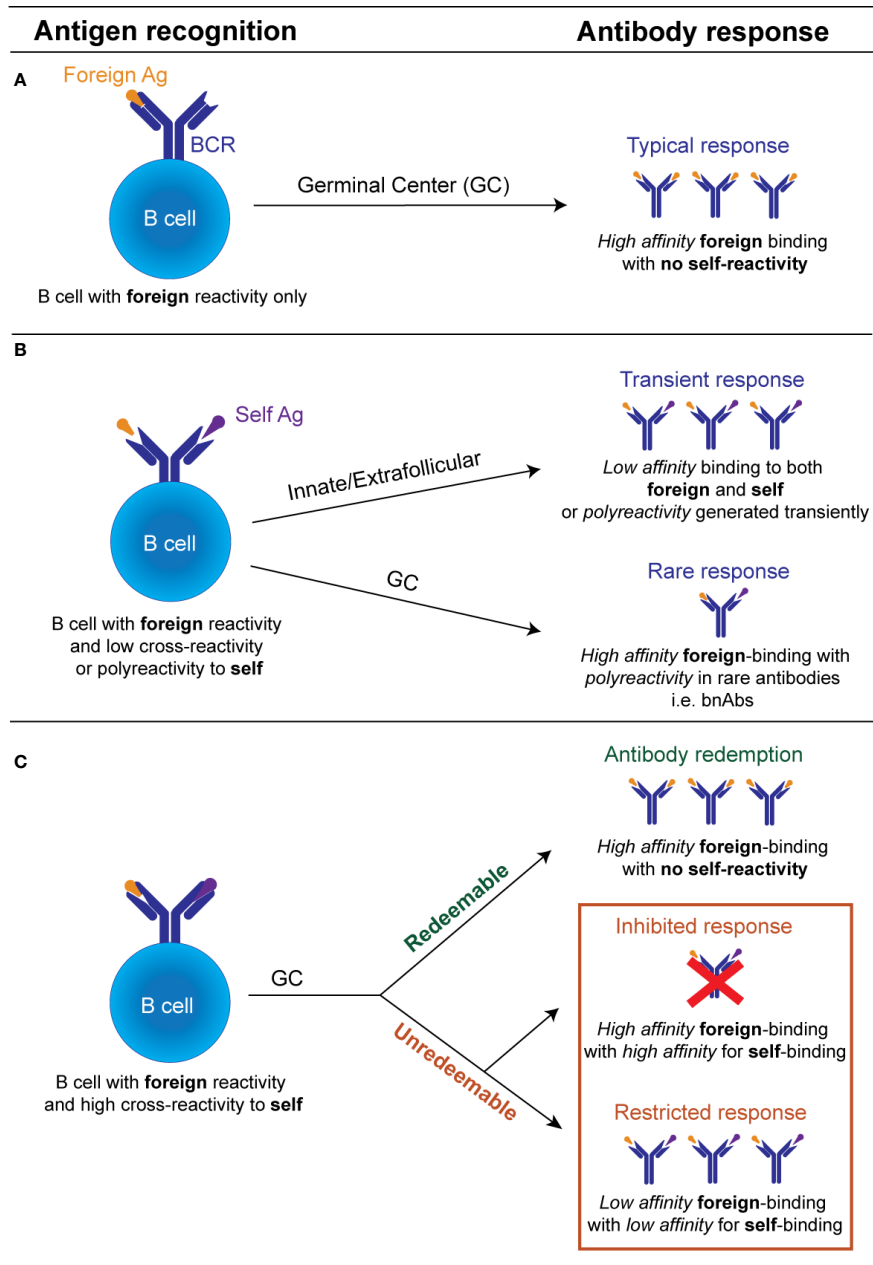 Antigen recognition
Antibody response
A
Foreign Ag
BCR
B cell
B cell with foreign reactivity only
Germinal Center (GC)
Typical response
High affinity foreign binding
with no self-reactivity
B
Self Ag
B cell
B cell with foreign reactivity
and low cross-reactivity
or polyreactivity to self
Innate/Extrafollicular
GC
Transient response
Low affinity binding to both
foreign and self
or polyreactivity generated transiently
Rare response
High affinity foreign-binding with
polyreactivity in rare antibodies
i.e. bnAbs
C
B cell
B cell with foreign reactivity
and high cross-reactivity to self
GC
Redeemable
Unredeemable
Antibody redemption
High affinity foreign-binding
with no self-reactivity
Inhibited response
High affinity foreign-binding
with high affinity for self-binding
Restricted response
Low affinity foreign-binding
with low affinity for self-binding